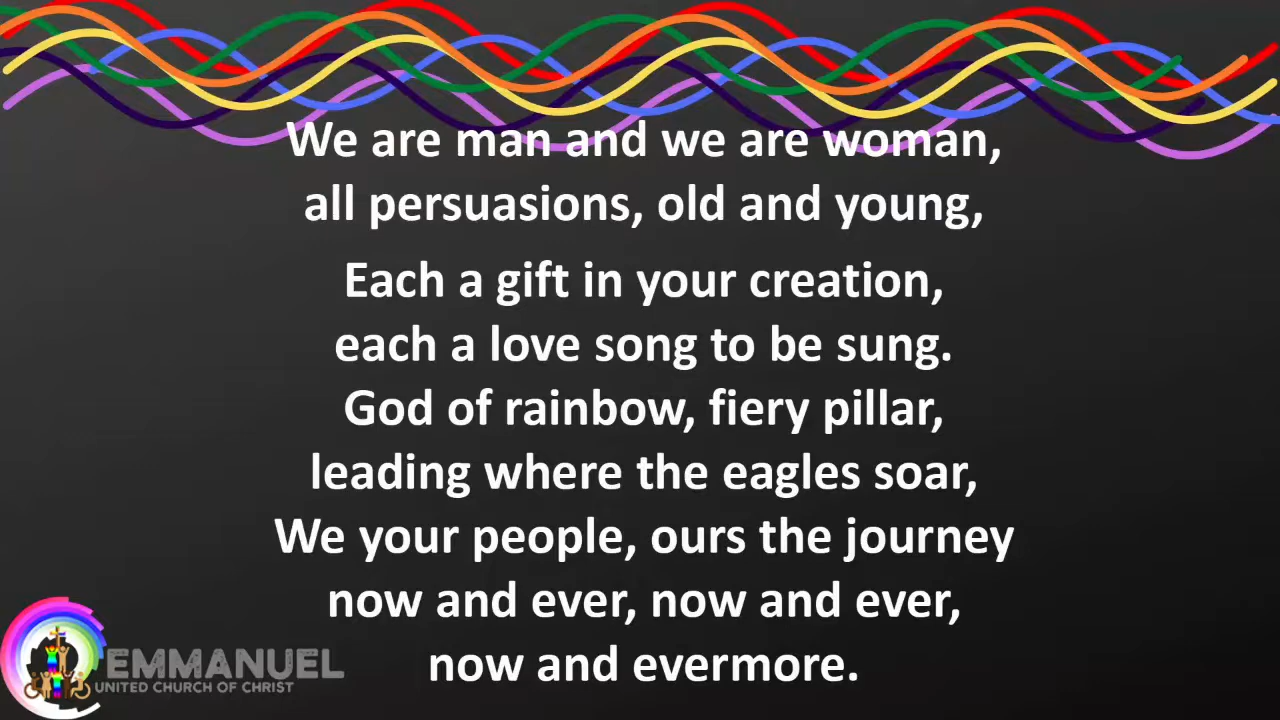 We are man and we are woman,
all persuasions, old and young,
Each a gift in your creation,
each a love song to be sung.
God of rainbow, fiery pillar,
leading where the eagles soar,
We your people, ours the journey
now and ever, now and ever,
now and evermore.
EMMANUEL
UNITED CHURCH OF CHRIST